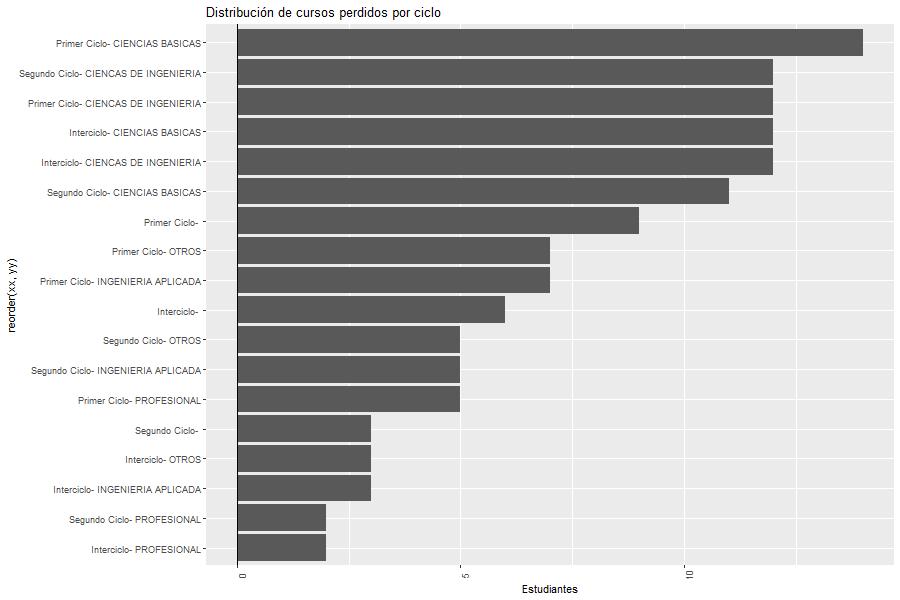 Distribución de cursos perdidos por ciclo
Primer Ciclo- CIENCIAS BASICAS
Segundo Ciclo- CIENCAS DE INGENIERIA
Primer Ciclo- CIENCAS DE INGENIERIA
Interciclo- CIENCIAS BASICAS
Interciclo- CIENCAS DE INGENIERIA
Segundo Ciclo- CIENCIAS BASICAS
Primer Ciclo-
Primer Ciclo- OTROS
Primer Ciclo- INGENIERIA APLICADA
Interciclo-
Segundo Ciclo- OTROS
Segundo Ciclo- INGENIERIA APLICADA
Primer Ciclo- PROFESIONAL
Segundo Ciclo-
Interciclo- OTROS
Interciclo- INGENIERIA APLICADA
Segundo Ciclo- PROFESIONAL
Interciclo- PROFESIONAL
reorder(xx, yy)
0 5 10
Estudiantes